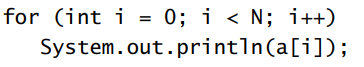 for (int i = 0; i < N; i++)
System.out.println(a[i]);